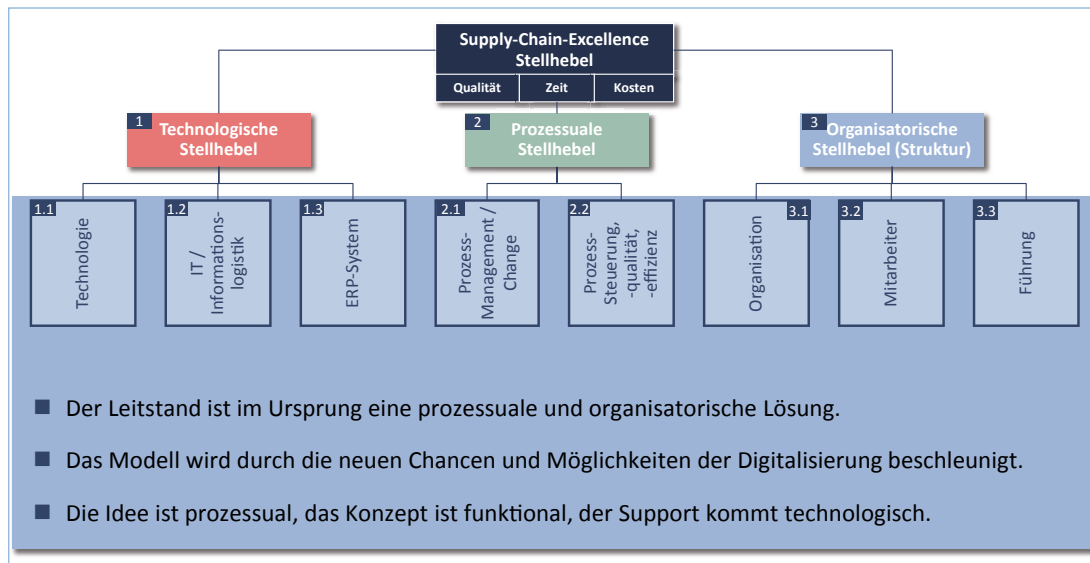 Supply-Chain-Excellence
Stellhebel
Qualität
Zeit
Kosten
1
Technologische
Stellhebel
2
Prozessuale
Stellhebel
3
Organisatorische
Stellhebel (Struktur)
1.1
Technologie
1.2
IT /
Informations-
logistik
1.3
ERP-System
2.1
Prozess-
Management /
Change
2.2
Prozess-
Steuerung,
-qualität,
-effizienz
3.1
Organisation
3.2
Mitarbeiter
3.3
Führung
Der Leitstand ist im Ursprung eine prozessuale und organisatorische Lösung.
Das Modell wird durch die neuen Chancen und Möglichkeiten der Digitalisierung beschleunigt.
Die Idee ist prozessual, das Konzept ist funktional, der Support kommt technologisch.